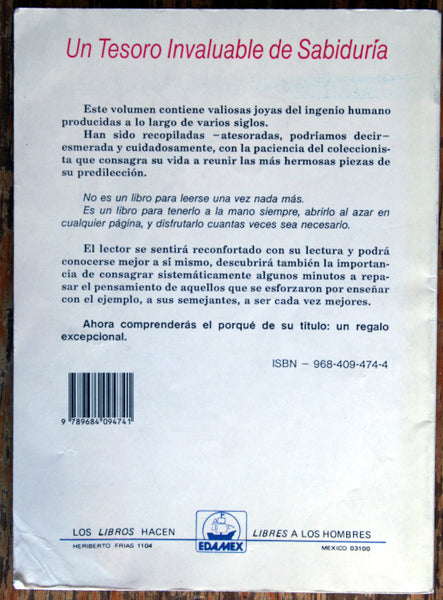 Un Tesoro Invaluable de Sabiduría
Este volumen contiene valiosas joyas del ingenio humano
producidas a lo largo de varios siglos.
Han sido recopiladas —atesoradas, podríamos decir—
esmerada y cuidadosamente, con la paciencia del coleccionis-
ta que consagra su vida a reunir las más hermosas piezas de
su predilección.
No es un libro para leerse una vez nada más.
Es un libro para tenerlo a la mano siempre, abrirlo al azar en
cualquier página, y disfrutarlo cuantas veces sea necesario.
El lector se sentirá reconfortado con su lectura y podrá
conocerse mejor a sí mismo, descubrirá también la importan-
cia de consagrar sistemáticamente algunos minutos a repa-
sar el pensamiento de aquellos que se esforzaron por enseñar
con el ejemplo, a sus semejantes, a ser cada vez mejores.
Ahora comprenderás el porqué de su título: un regalo
excepcional.
ISBN - 968-409-474-4
9 789684 094741
LOS LIBROS HACEN LIBRES A LOS HOMBRES
EDAMEX
HERIBERTO FRIAS 1104 MEXICO 03100